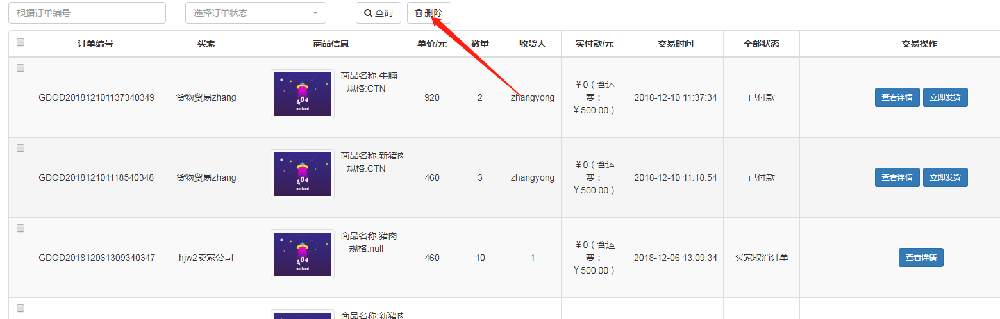 根据订单编号 选择订单状态 查询 删除
订单编号 买家 商品信息 单价/元 数量 收货人 实付款/元 交易时间 全部状态 交易操作
404
no fund
商品名称:牛腩
规格:CTN
GDOD201812101137340349 货物贸易zhang 920 2 zhangyong
￥0（含运
费：
￥500.00）
2018-12-10 11:37:34 已付款 查看详情 立即发货
404
no fund
商品名称:新猪肉
规格:CTN
GDOD201812101118540348 货物贸易zhang 460 3 zhangyong
￥0（含运
费：
￥500.00）
2018-12-10 11:18:54 已付款 查看详情 立即发货
404
no fund
商品名称:猪肉
规格:null
GDOD201812061309340347 hjw2卖家公司 460 10 1
￥0（含运
费：
￥500.00）
2018-12-06 13:09:34 买家取消订单 查看详情
商品名称:新猪肉